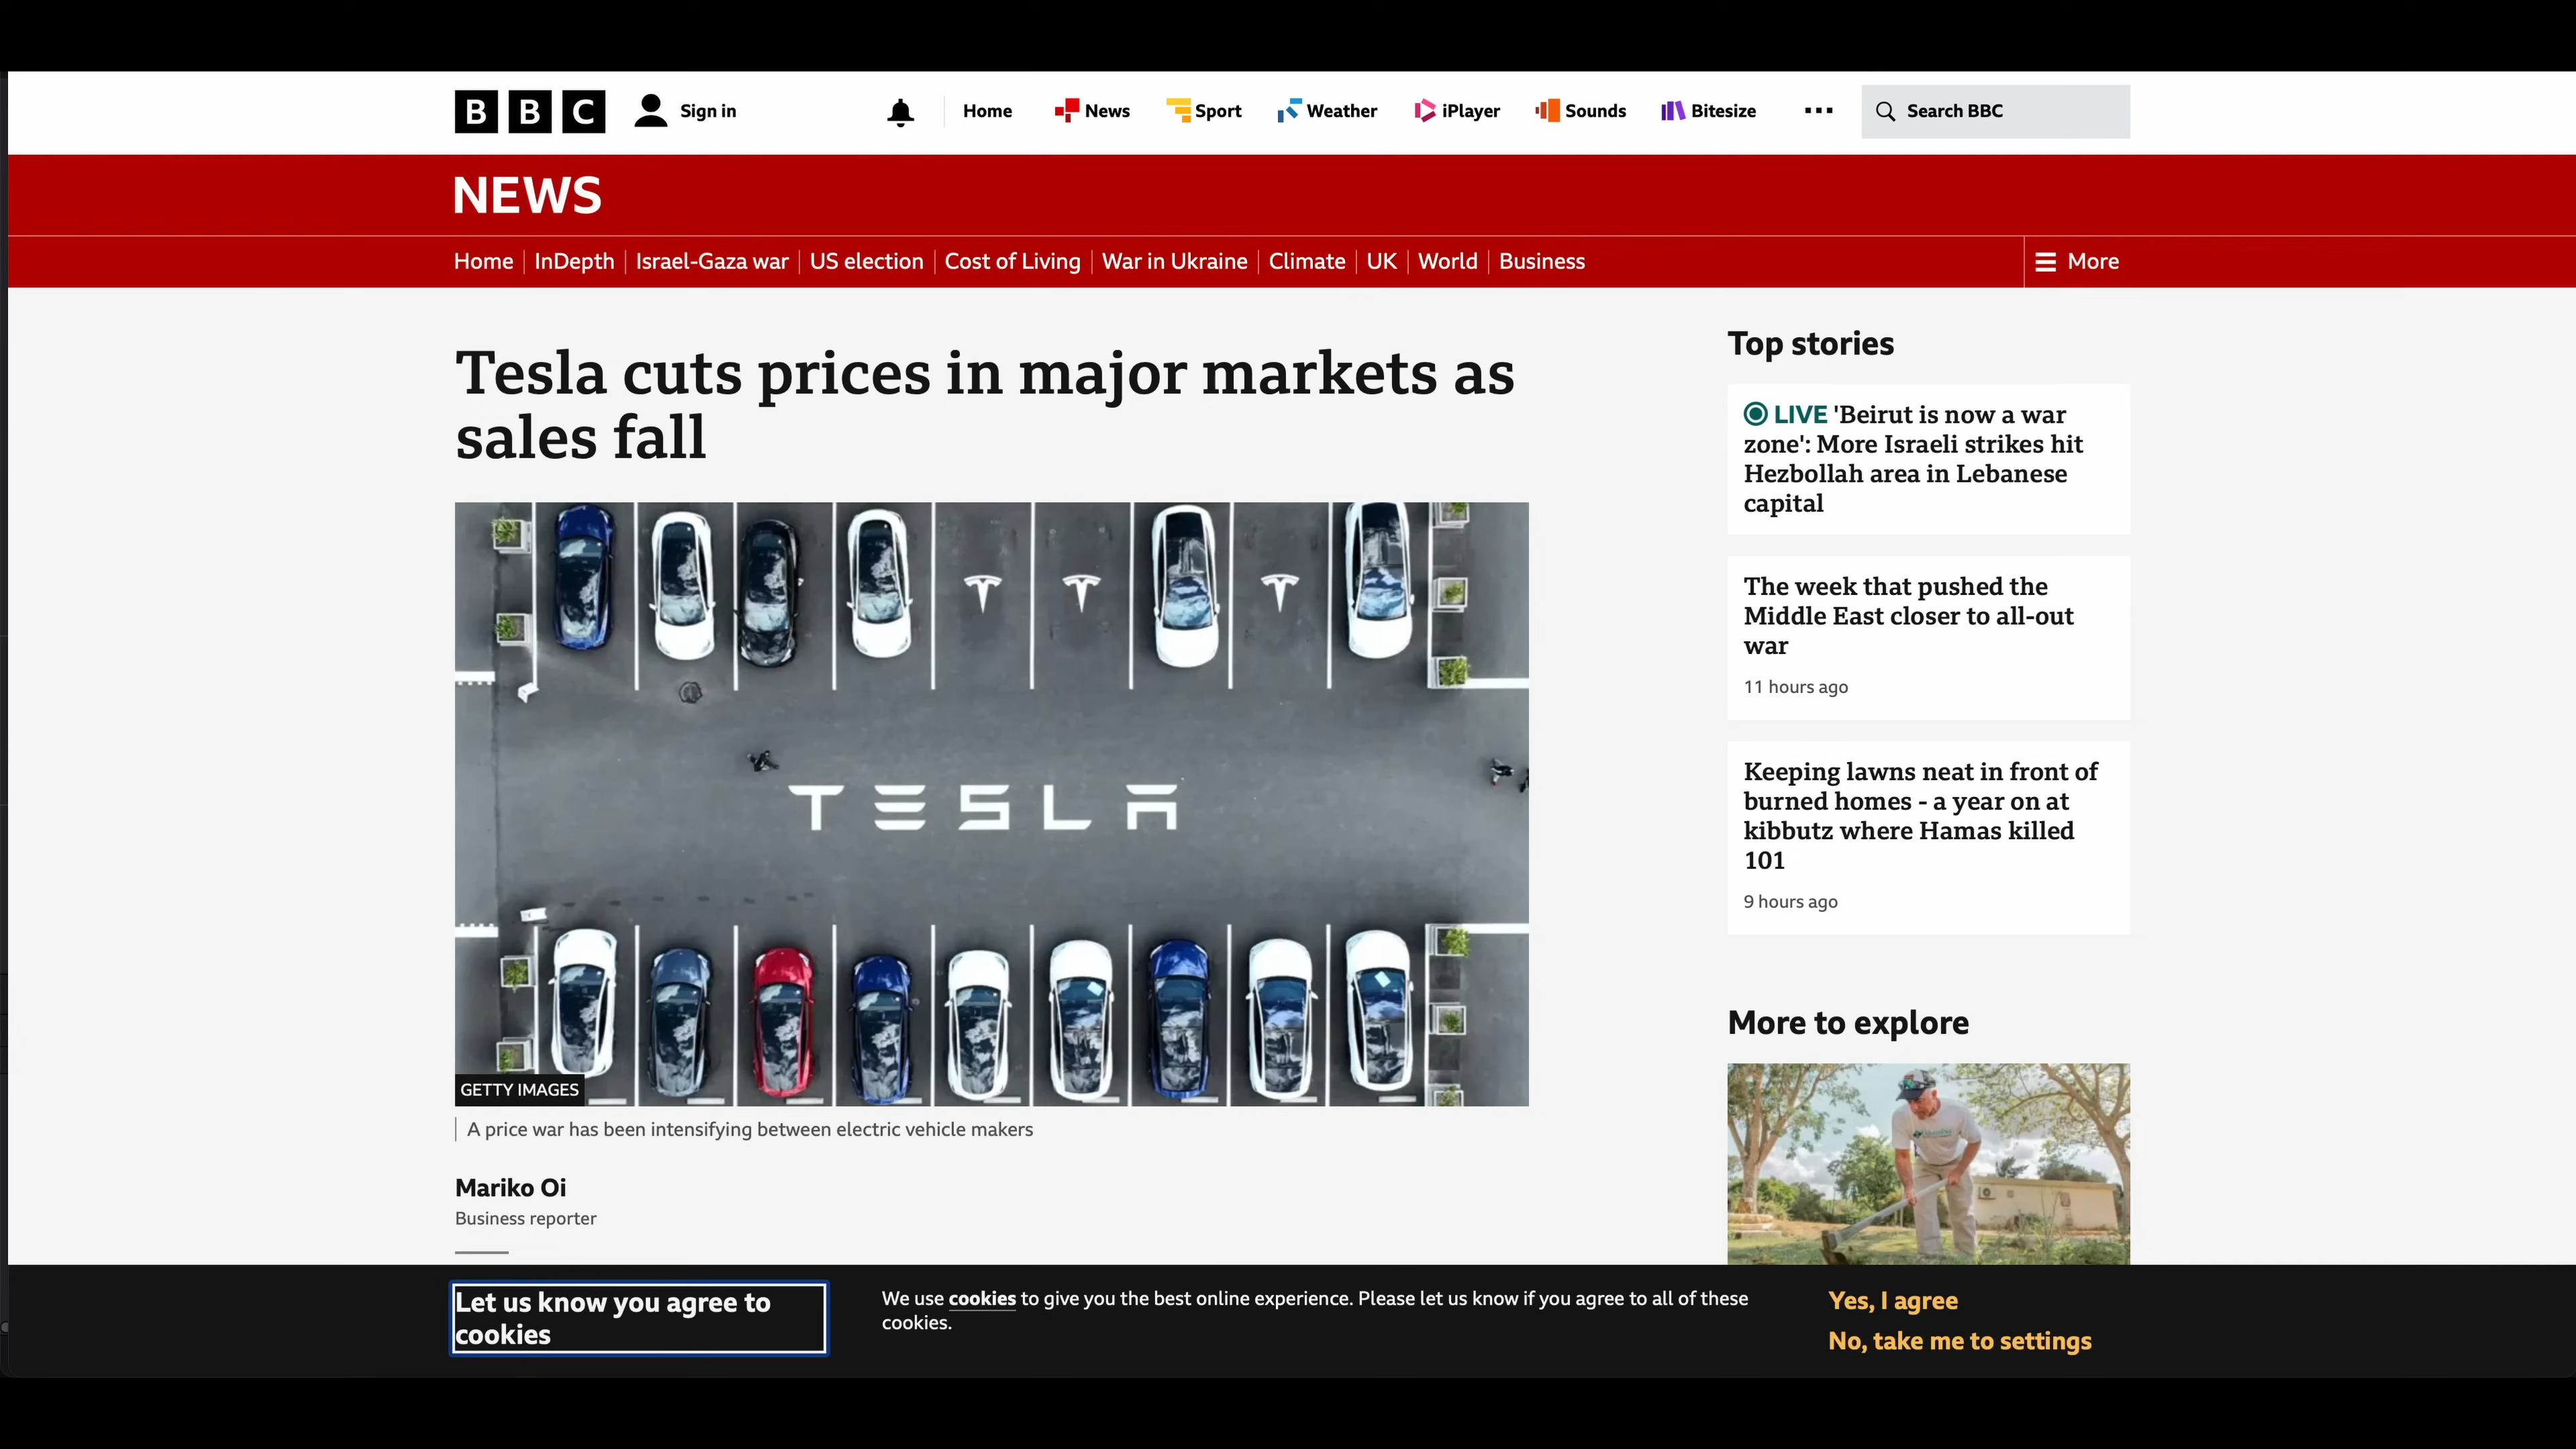 BBC
Sign in
Home
News
Sport
Weather
iPlayer
Sounds
Bitesize
Search BBC
NEWS
Home
InDepth
Israel-Gaza war
US election
Cost of Living
War in Ukraine
Climate
UK
World
Business
More
Tesla cuts prices in major markets as
sales fall
TESLA
GETTY IMAGES
A price war has been intensifying between electric vehicle makers
Mariko Oi
Business reporter
Top stories
LIVE 'Beirut is now a war
zone': More Israeli strikes hit
Hezbollah area in Lebanese
capital
The week that pushed the
Middle East closer to all-out
war
11 hours ago
Keeping lawns neat in front of
burned homes - a year on at
kibbutz where Hamas killed
101
9 hours ago
More to explore
Let us know you agree to
cookies
We use cookies to give you the best online experience. Please let us know if you agree to all of these
cookies.
Yes, I agree
No, take me to settings